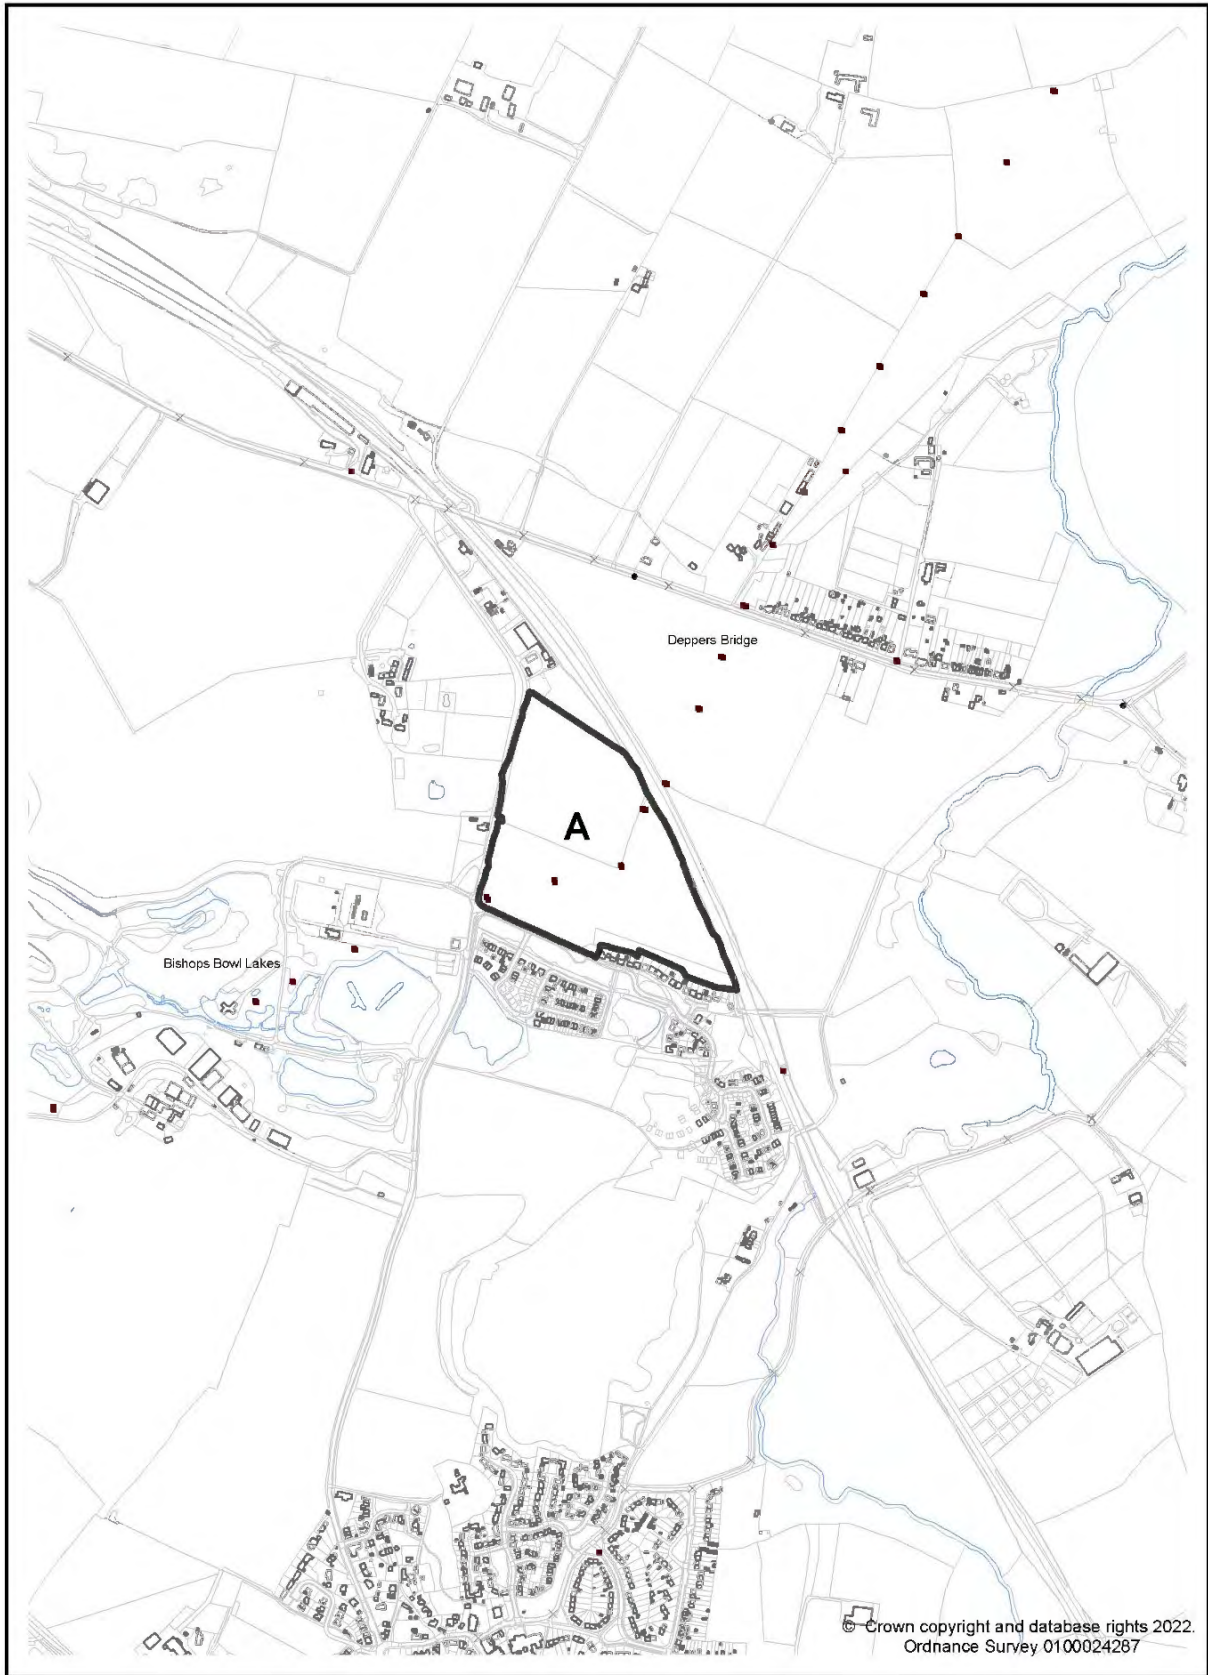 Deppers Bridge
A
Bishops Bowl Lakes
© Crown copyright and database rights 2022.
Ordnance Survey 0100024287